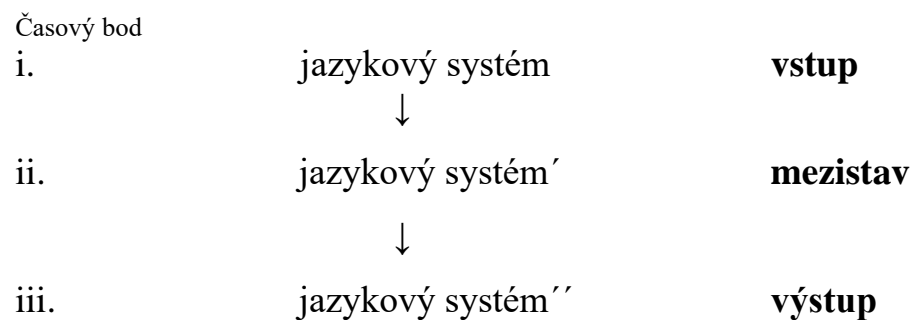 Časový bod
i. jazykový systém vstup
↓
ii. jazykový systém´ mezistav
↓
iii. jazykový systém´´ výstup